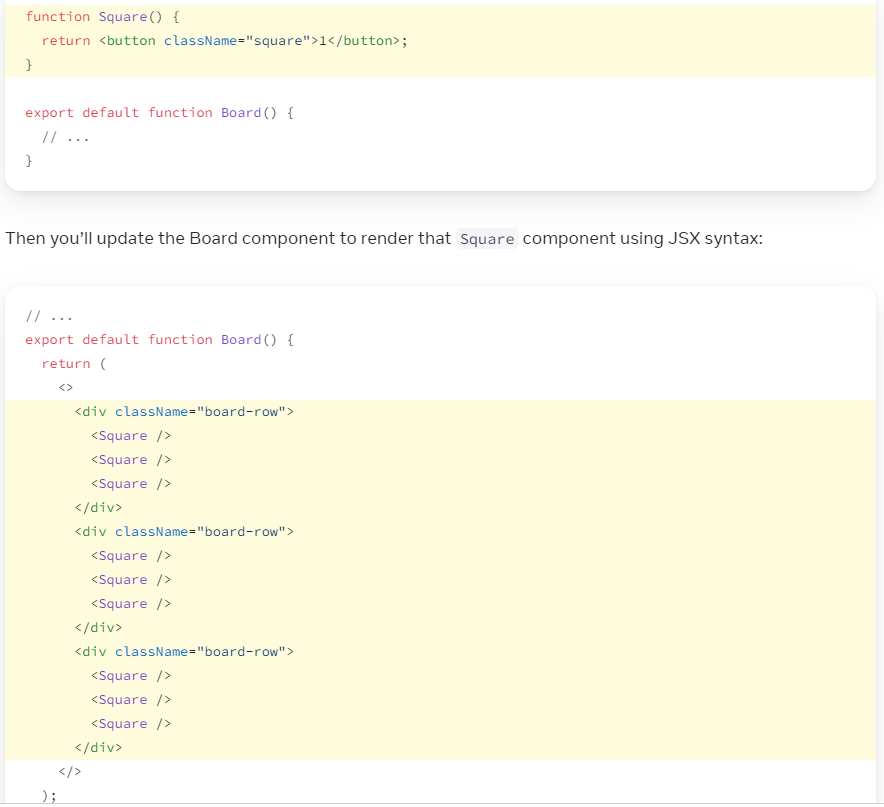 function Square() {
  return <button className="square">1</button>;
}
export default function Board() {
  // ...
}
Then you’ll update the Board component to render that Square component using JSX syntax:
// ...
export default function Board() {
  return (
    <>
      <div className="board-row">
        <Square />
        <Square />
        <Square />
      </div>
      <div className="board-row">
        <Square />
        <Square />
        <Square />
      </div>
      <div className="board-row">
        <Square />
        <Square />
        <Square />
      </div>
    </>
  );